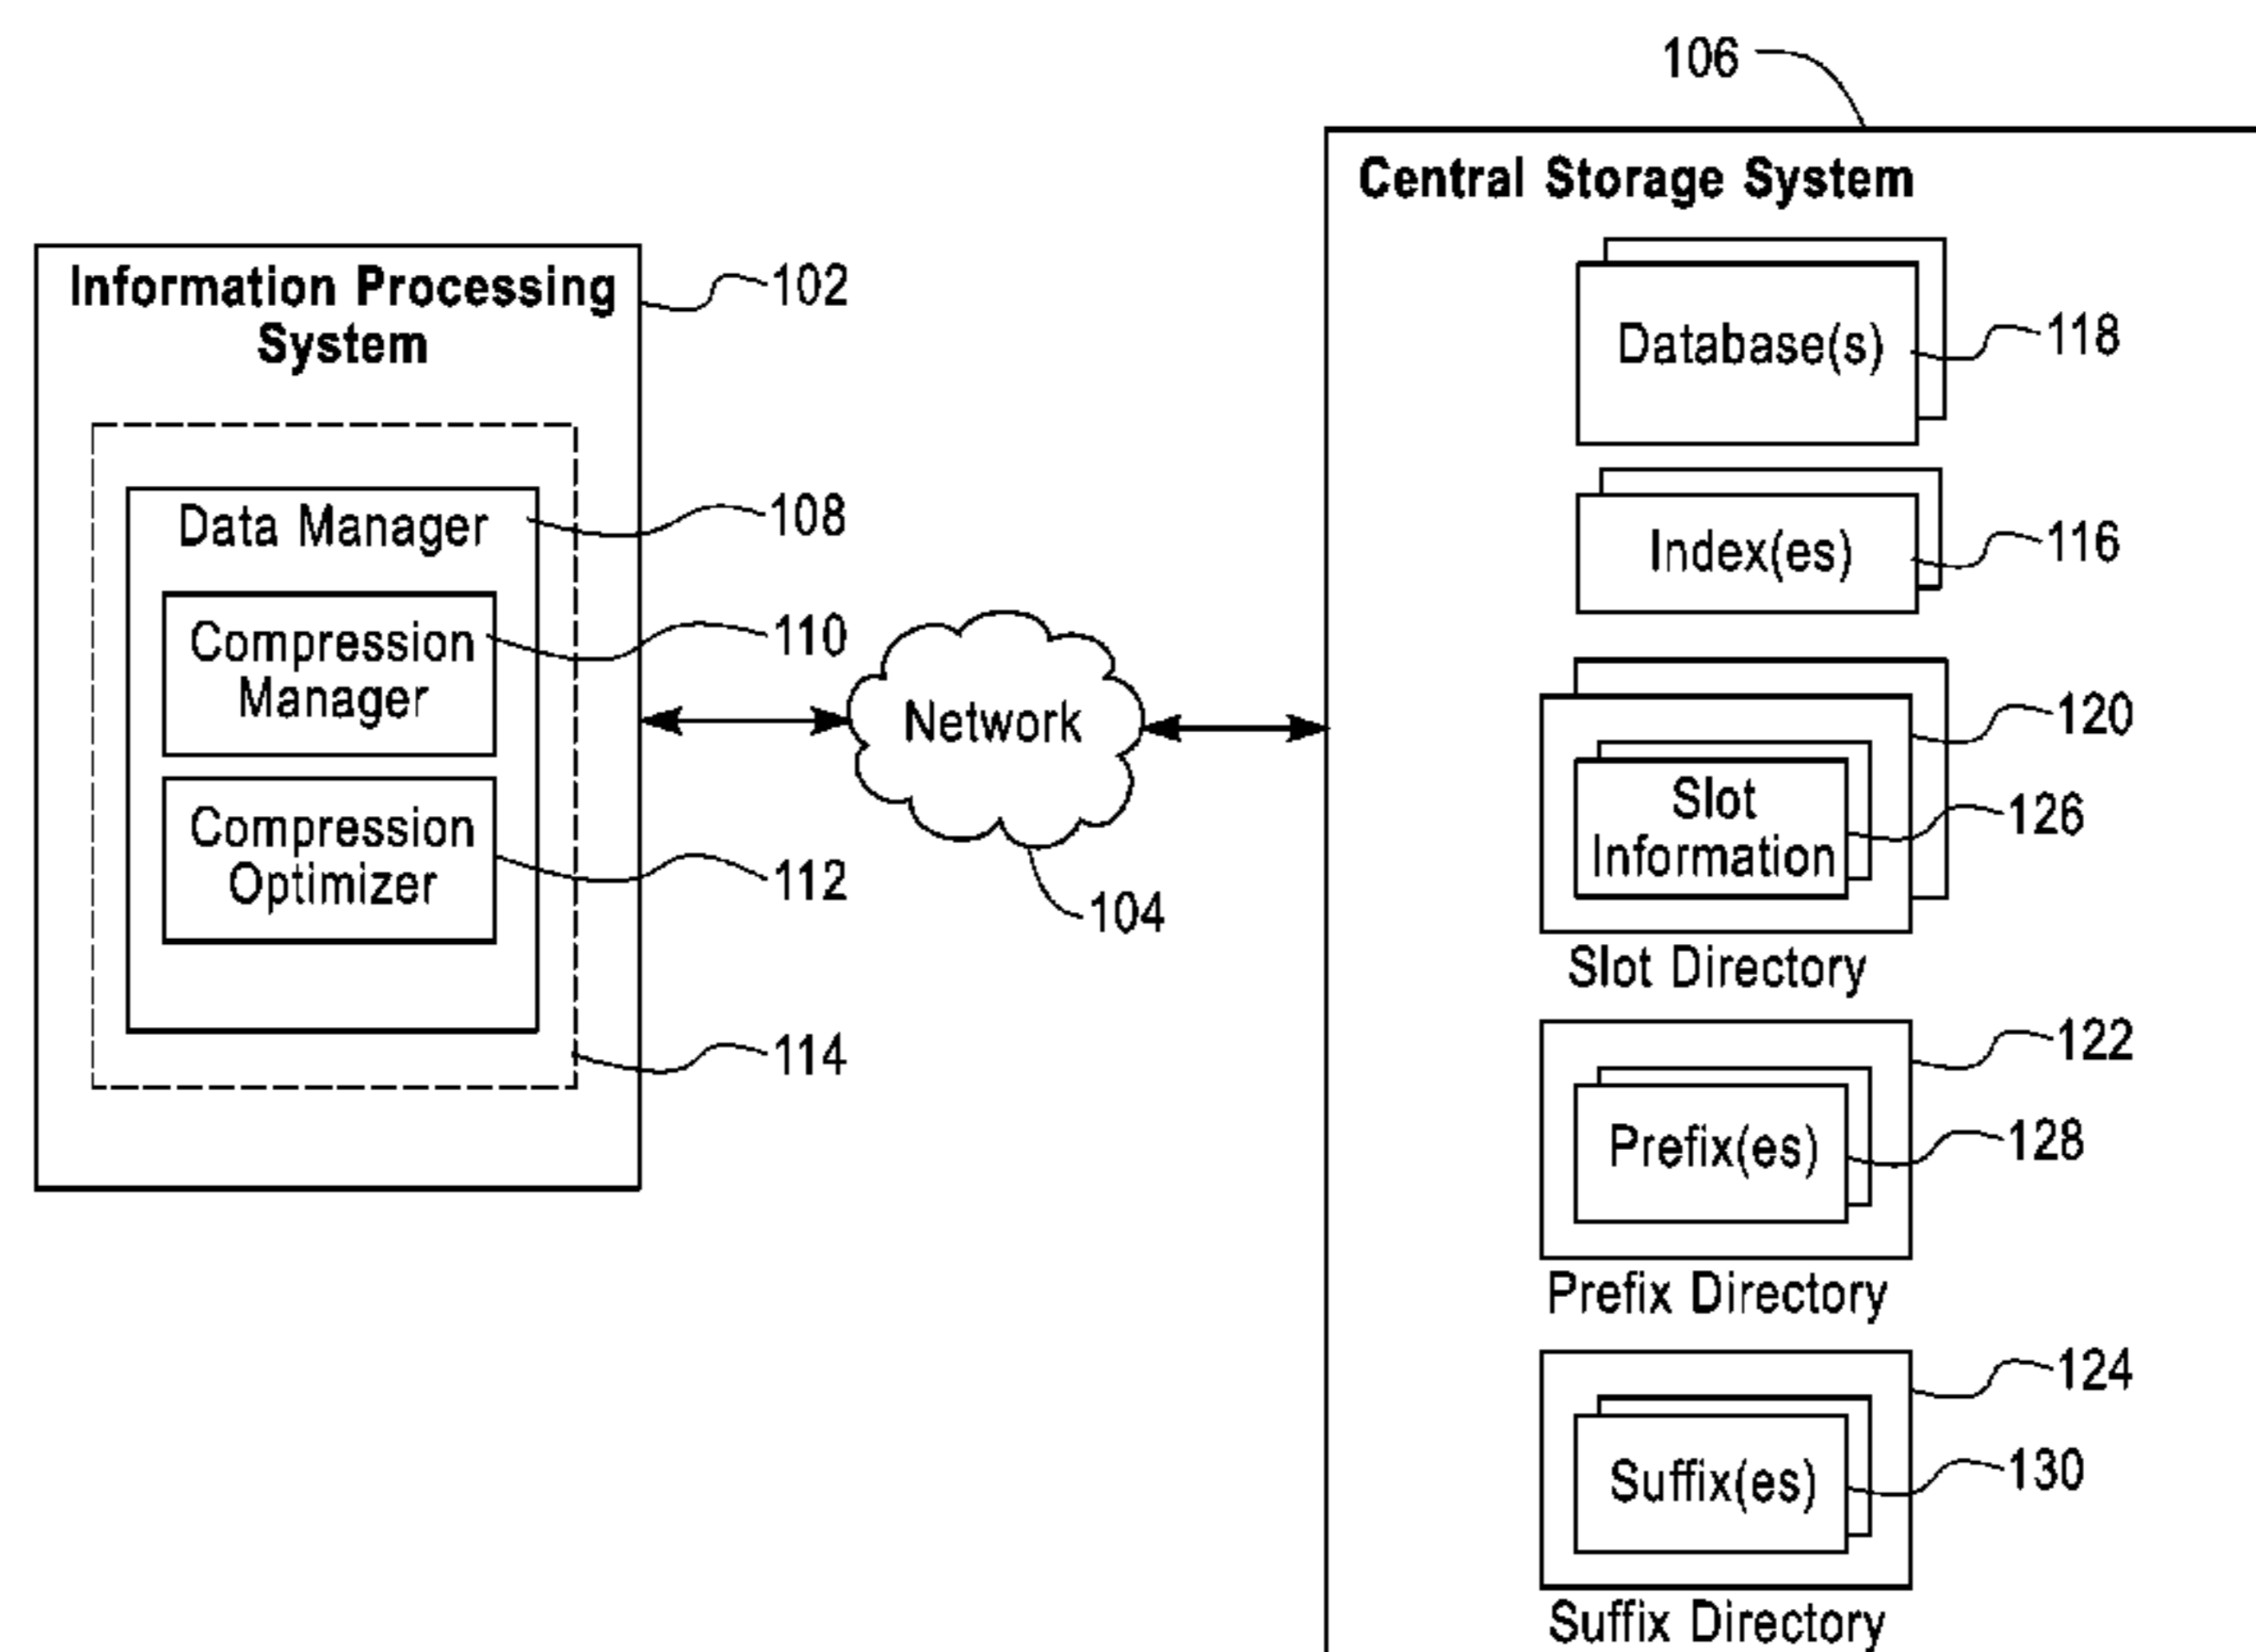 106
Central Storage System
Information Processing
System
102
Database(s)
118
Data Manager
108
Index(es)
116
Compression
Manager
110
Network
104
Compression
Optimizer
112
114
120
Slot
Information
126
Slot Directory
122
Prefix(es)
128
Prefix Directory
124
Suffix(es)
130
Suffix Directory